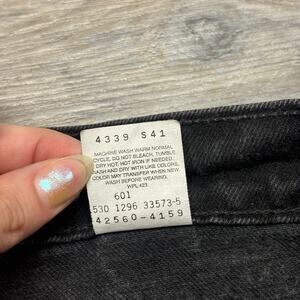 4339 S41
MACHINE WASH WARM NORMAL
CYCLE. DO NOT BLEACH. TUMBLE
DRY HOT. HOT IRON IF NEEDED.
WASH AND DRY WITH LIKE COLORS.
COLOR MAY TRANSFER WHEN NEW
WASH BEFORE WEARING.
WPL 423
601
530 1296 33573-5
42560-4159